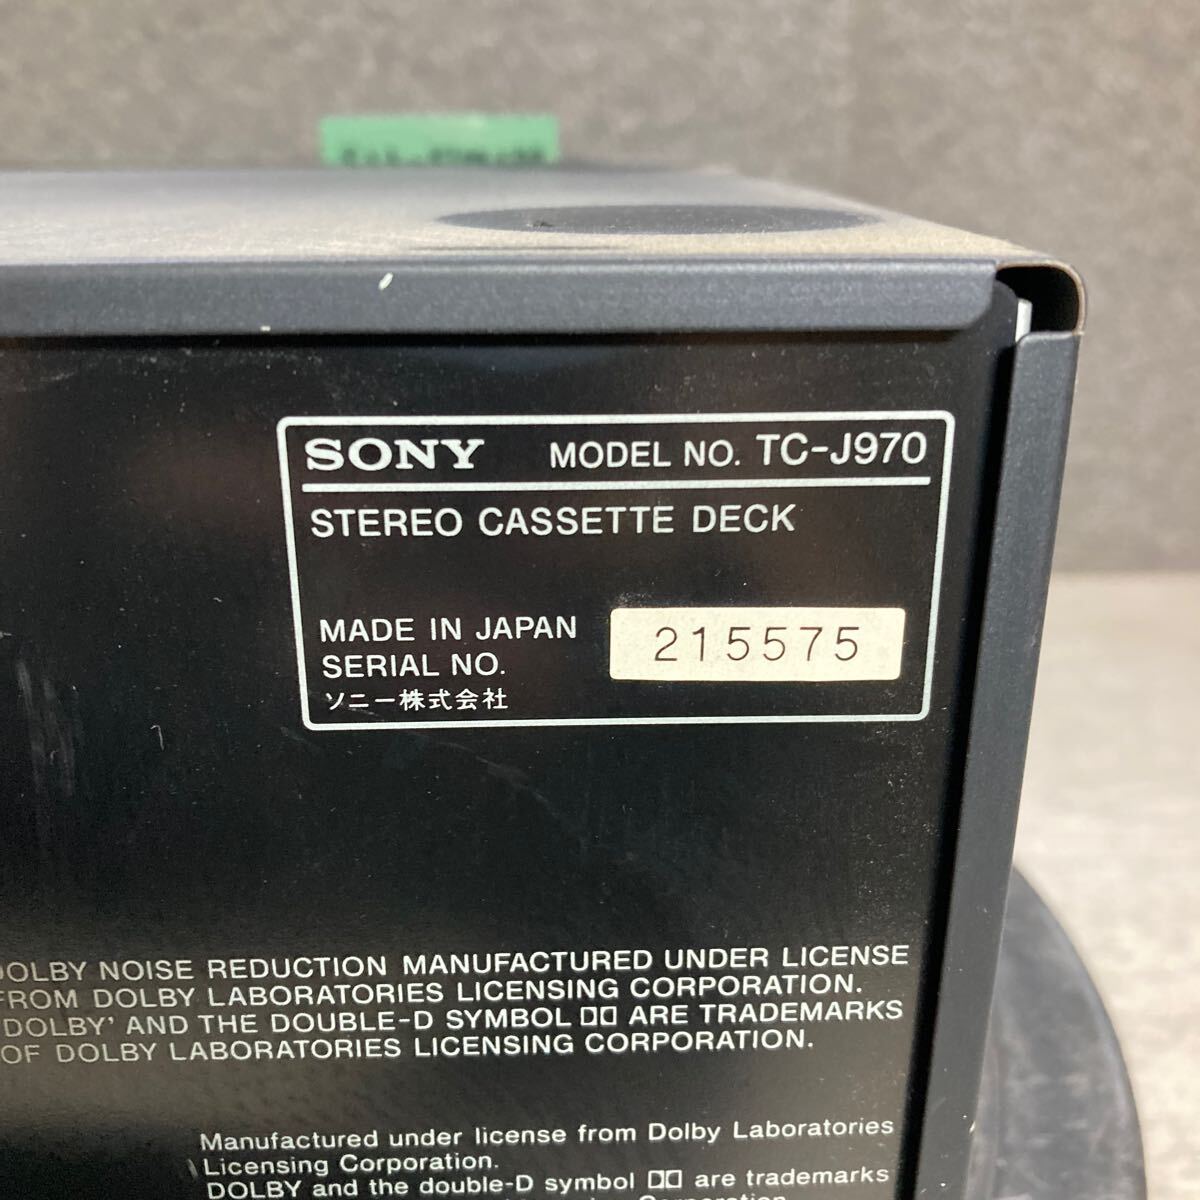 SONY MODEL NO. TC-J970
STEREO CASSETTE DECK
MADE IN JAPAN
SERIAL NO. 215575
ソニー株式会社
DOLBY NOISE REDUCTION MANUFACTURED UNDER LICENSE
FROM DOLBY LABORATORIES LICENSING CORPORATION.
'DOLBY' AND THE DOUBLE-D SYMBOL DD ARE TRADEMARKS
OF DOLBY LABORATORIES LICENSING CORPORATION.
Manufactured under license from Dolby Laboratories
Licensing Corporation.
DOLBY and the double-D symbol DD are trademarks
Corporation.